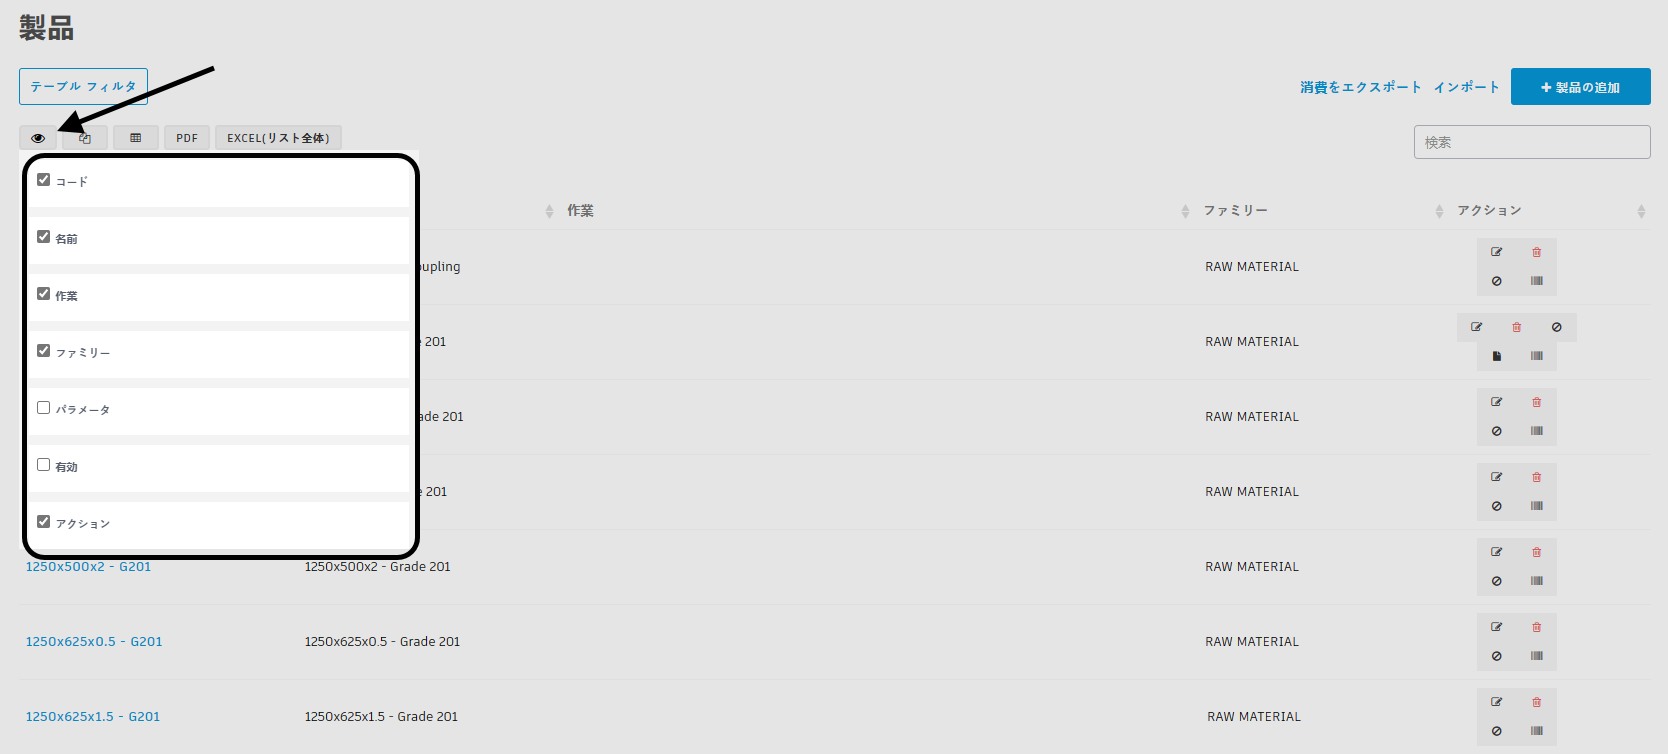 製品
テーブル フィルタ
消費をエクスポート インポート 製品の追加
PDF EXCEL(リスト全体)
検索
コード
名前
作業
ファミリー
パラメータ
有効
アクション
作業 ファミリー アクション
upling RAW MATERIAL
201 RAW MATERIAL
ade 201 RAW MATERIAL
e 201 RAW MATERIAL
1250x500x2 - G201 1250x500x2 - Grade 201 RAW MATERIAL
1250x625x0.5 - G201 1250x625x0.5 - Grade 201 RAW MATERIAL
1250x625x1.5 - G201 1250x625x1.5 - Grade 201 RAW MATERIAL